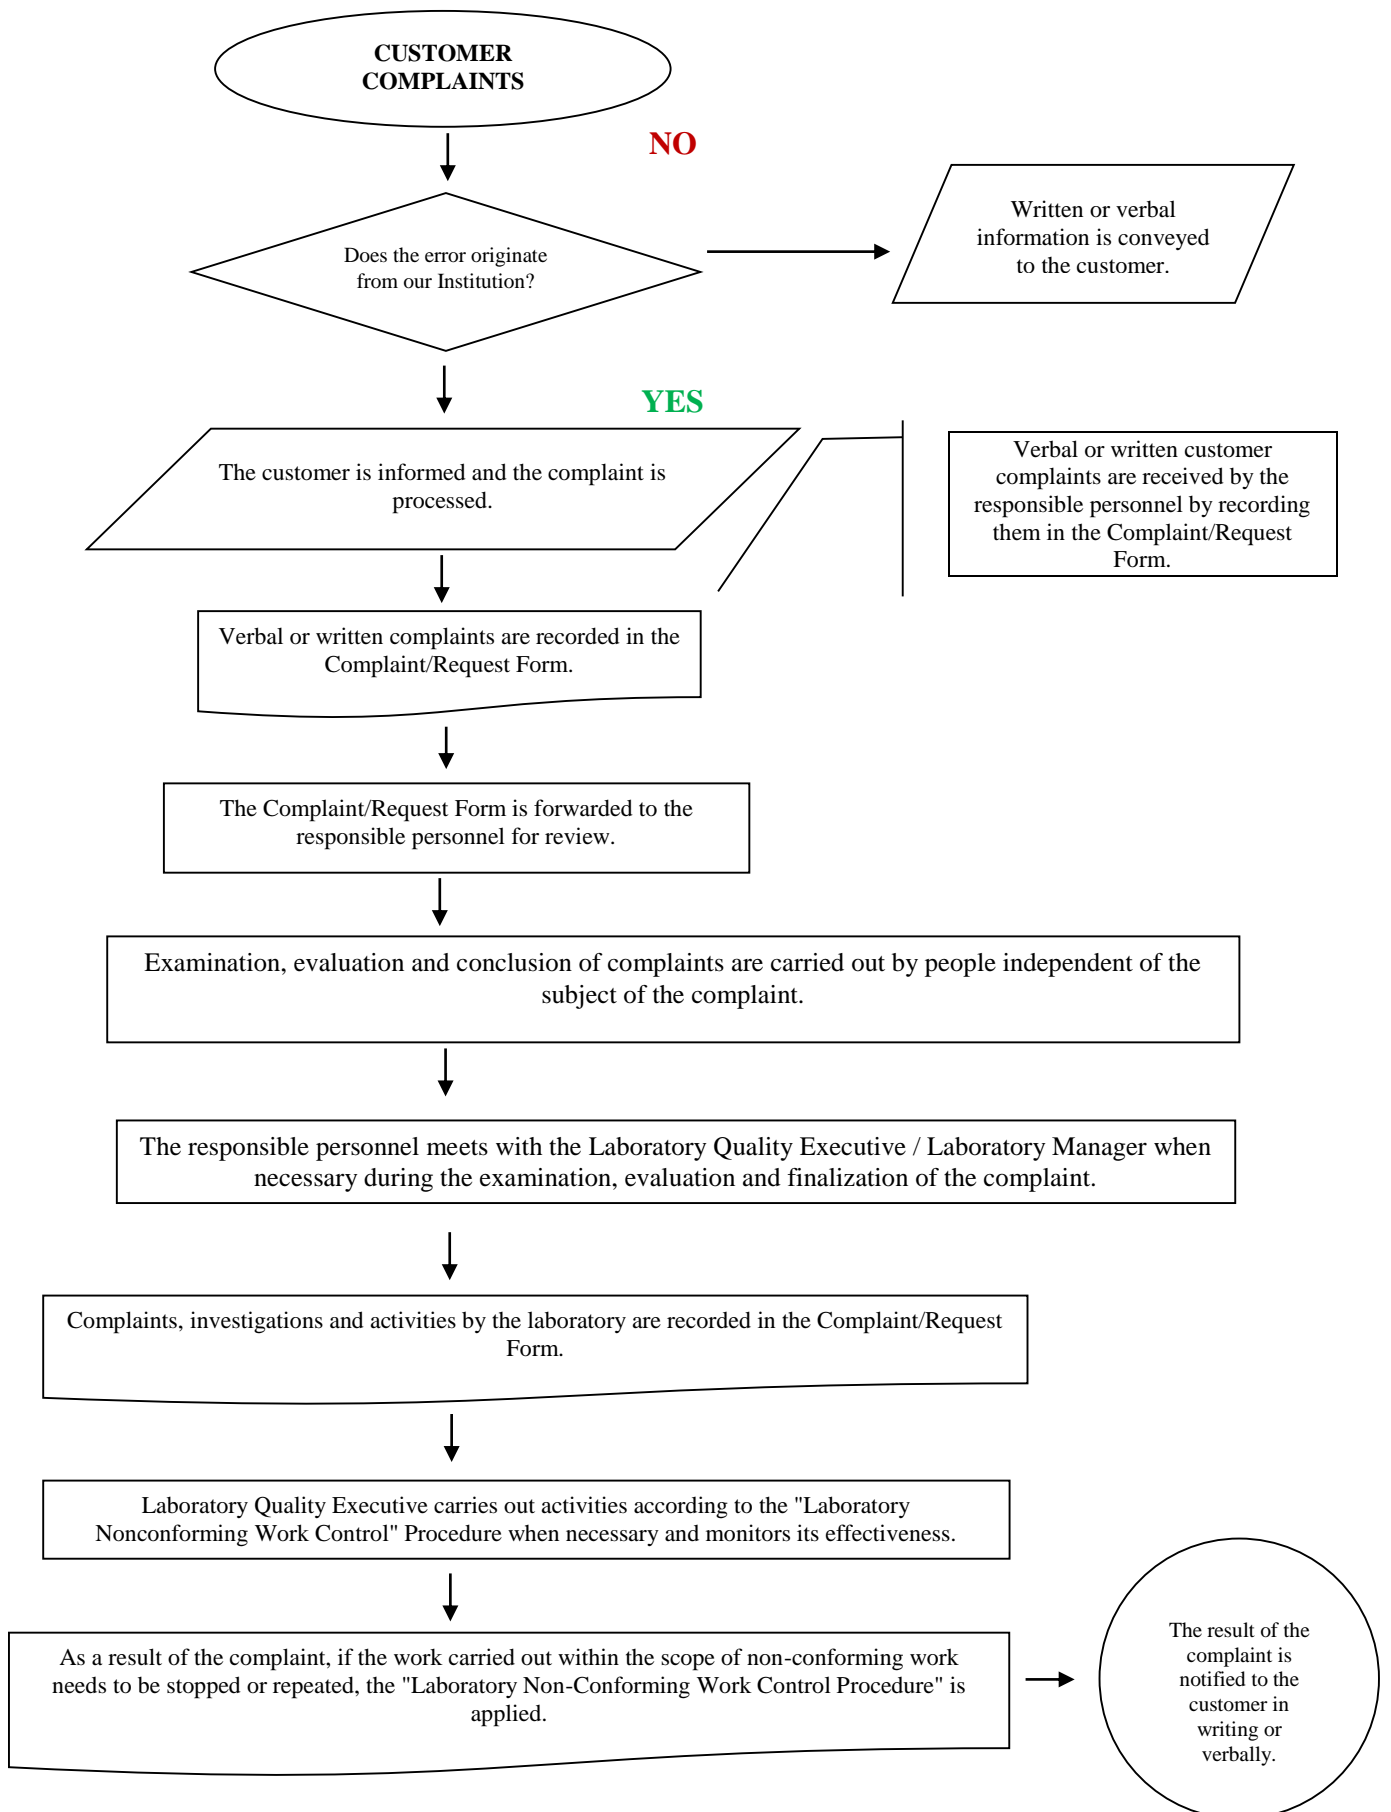 CUSTOMER
COMPLAINTS
NO
Written or verbal
information is conveyed
to the customer.
Does the error originate
from our Institution?
YES
The customer is informed and the complaint is
processed.
Verbal or written customer
complaints are received by the
responsible personnel by recording
them in the Complaint/Request
Form.
Verbal or written complaints are recorded in the
Complaint/Request Form.
The Complaint/Request Form is forwarded to the
responsible personnel for review.
Examination, evaluation and conclusion of complaints are carried out by people independent of the
subject of the complaint.
The responsible personnel meets with the Laboratory Quality Executive / Laboratory Manager when
necessary during the examination, evaluation and finalization of the complaint.
Complaints, investigations and activities by the laboratory are recorded in the Complaint/Request
Form.
Laboratory Quality Executive carries out activities according to the "Laboratory
Nonconforming Work Control" Procedure when necessary and monitors its effectiveness.
As a result of the complaint, if the work carried out within the scope of non-conforming work
needs to be stopped or repeated, the "Laboratory Non-Conforming Work Control Procedure" is
applied.
The result of the
complaint is
notified to the
customer in
writing or
verbally.